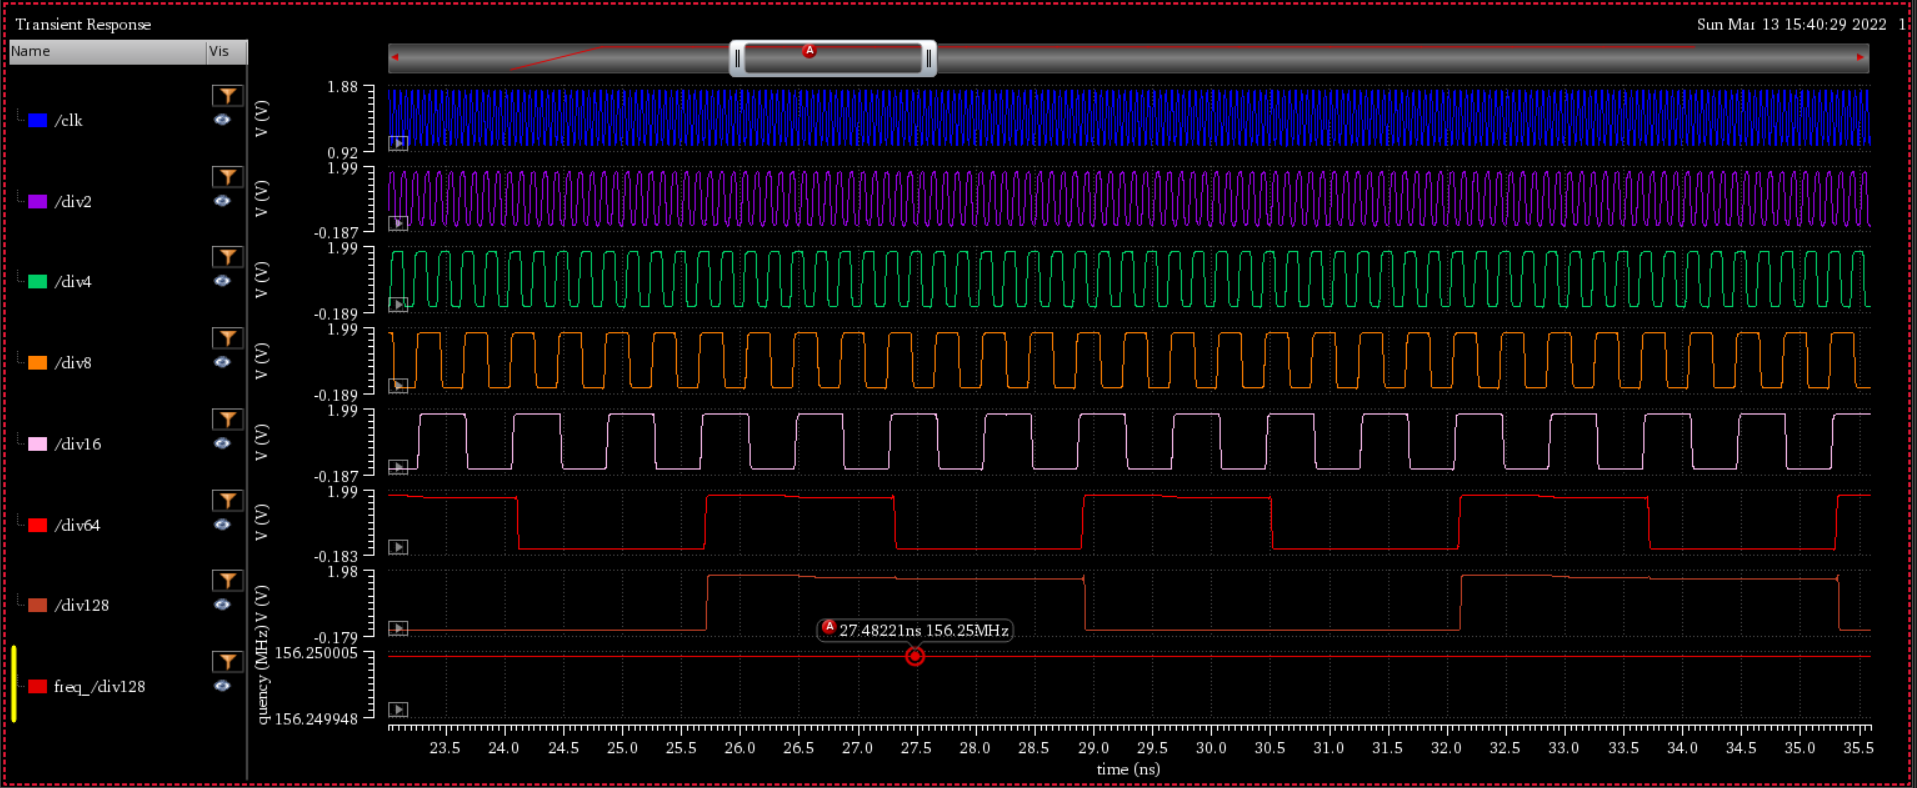 Transient Response
Sun Mar 13 15:40:29 2022 1
Name Vis
A
/clk
V (V)
1.88
0.92
/div2
V (V)
1.99
-0.187
/div4
V (V)
1.99
-0.189
/div8
V (V)
1.99
-0.189
/div16
V (V)
1.99
-0.187
/div64
V (V)
1.99
-0.183
/div128
V (V)
1.98
-0.179
A 27.48221ns 156.25MHz
freq_/div128
quency (MHz)
156.250005
156.249948
23.5 24.0 24.5 25.0 25.5 26.0 26.5 27.0 27.5 28.0 28.5 29.0 29.5 30.0 30.5 31.0 31.5 32.0 32.5 33.0 33.5 34.0 34.5 35.0 35.5
time (ns)